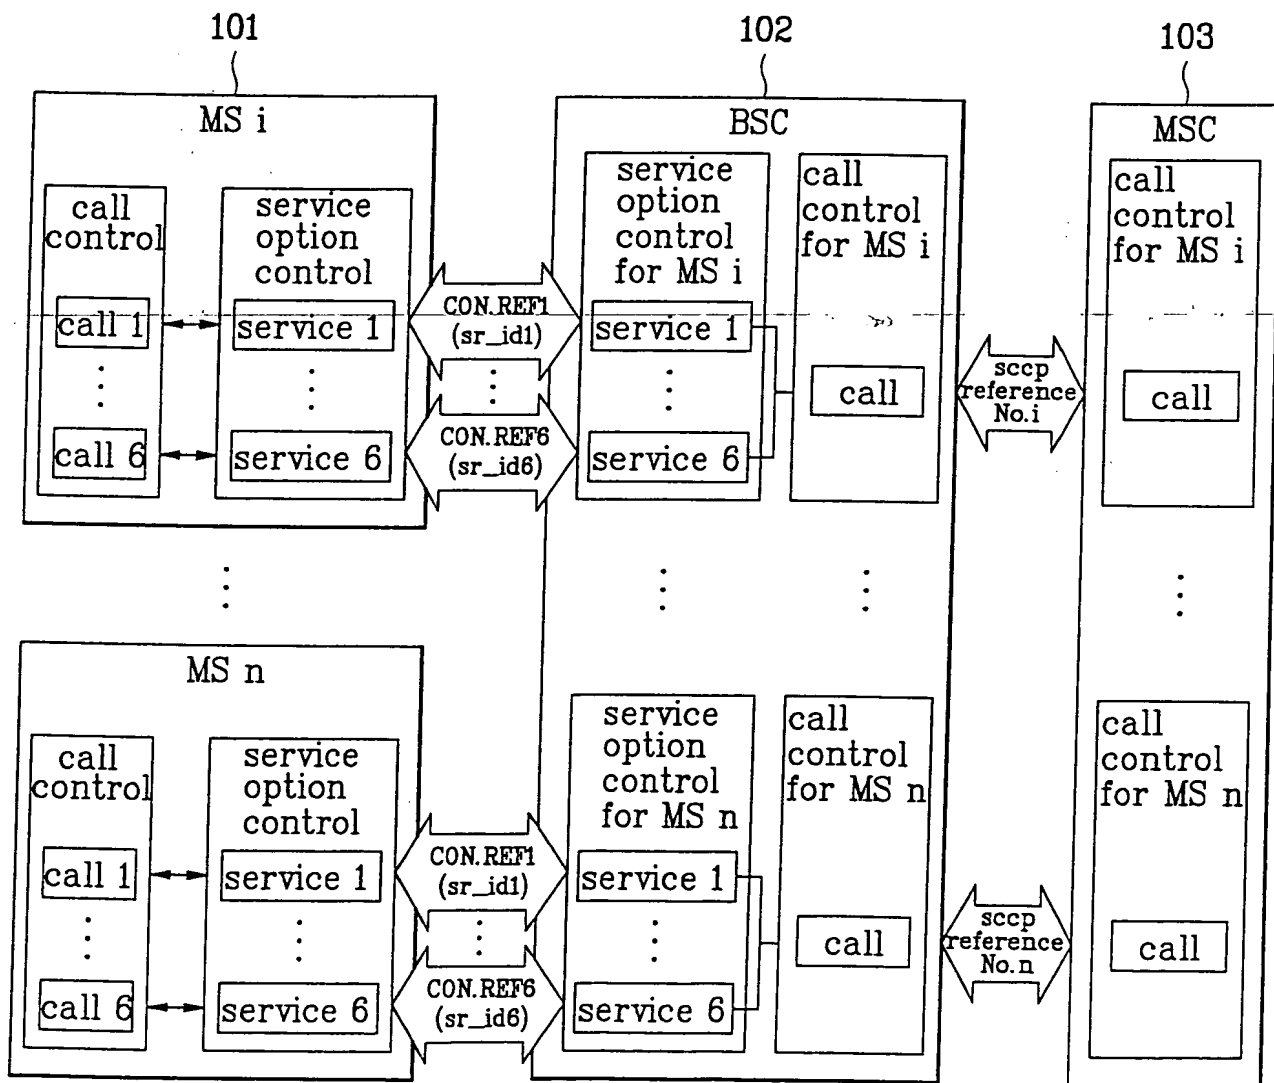 101
102
103
MS i
BSC
MSC
call
control
service
option
control
service
option
control
for MS i
call
control
for MS i
call
control
for MS i
call 1
service 1
CON.REF1
(sr_id1)
service 1
call
sccp
reference
No.i
call
call 6
service 6
CON.REF6
(sr_id6)
service 6
MS n
call
control
service
option
control
service
option
control
for MS n
call
control
for MS n
call
control
for MS n
call 1
service 1
CON.REF1
(sr_id1)
service 1
call
sccp
reference
No.n
call
call 6
service 6
CON.REF6
(sr_id6)
service 6